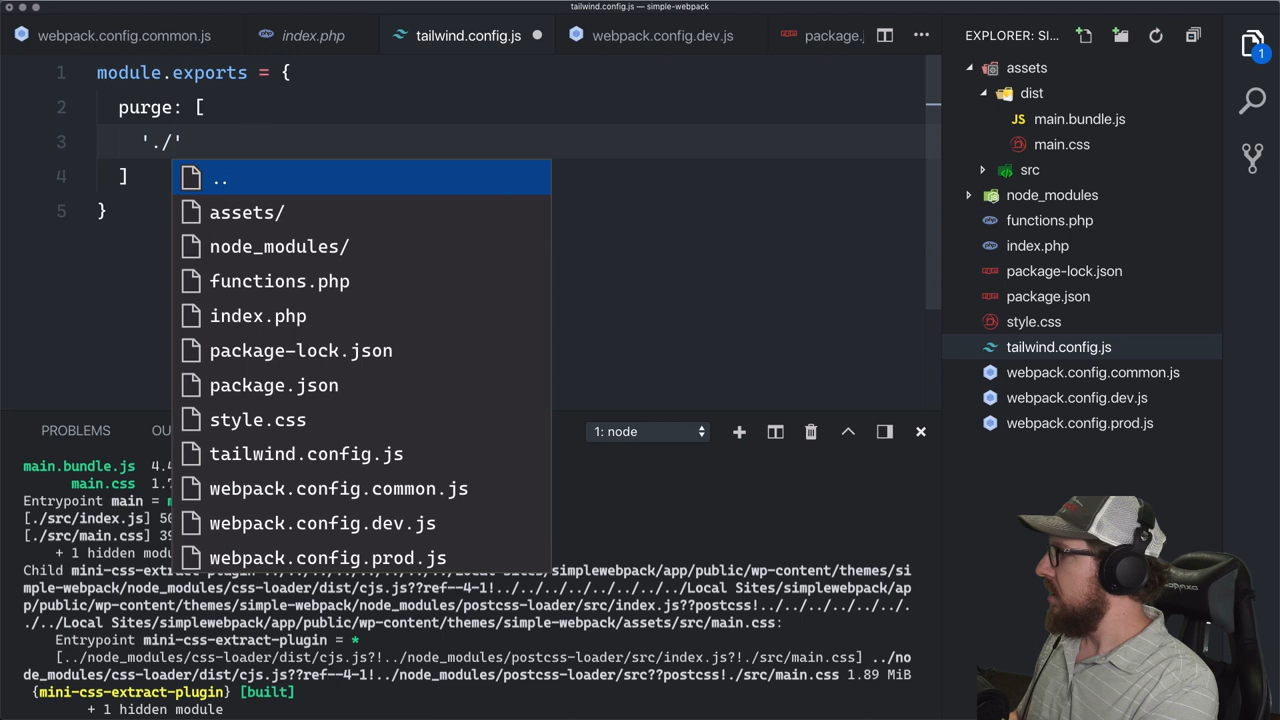 tailwind.config.js — simple-webpack
webpack.config.common.js
index.php
tailwind.config.js
webpack.config.dev.js
package.
EXPLORER: SI...
1 module.exports = {
2 purge: [
3 './'
4 ]
5 }
..
assets/
node_modules/
functions.php
index.php
package-lock.json
package.json
style.css
tailwind.config.js
webpack.config.common.js
webpack.config.dev.js
webpack.config.prod.js
assets
dist
JS main.bundle.js
main.css
src
node_modules
functions.php
index.php
package-lock.json
package.json
style.css
tailwind.config.js
webpack.config.common.js
webpack.config.dev.js
webpack.config.prod.js
1
PROBLEMS OU
1: node
main.bundle.js 4.4
main.css 1.7
Entrypoint main = m
[./src/index.js] 50
[./src/main.css] 39
+ 1 hidden modu
Child mini-css-extract-plugin ../../../../../../../Local Sites/simplewebpack/app/public/wp-content/themes/si
mple-webpack/node_modules/css-loader/dist/cjs.js??ref--4-1!../../../../../../../Local Sites/simplewebpack/ap
p/public/wp-content/themes/simple-webpack/node_modules/postcss-loader/src/index.js??postcss!../../../../../.
./../Local Sites/simplewebpack/app/public/wp-content/themes/simple-webpack/assets/src/main.css:
Entrypoint mini-css-extract-plugin = *
[../node_modules/css-loader/dist/cjs.js?!../node_modules/postcss-loader/src/index.js?!./src/main.css] ../no
de_modules/css-loader/dist/cjs.js??ref--4-1!../node_modules/postcss-loader/src??postcss!./src/main.css 1.89 MiB
{mini-css-extract-plugin} [built]
+ 1 hidden module